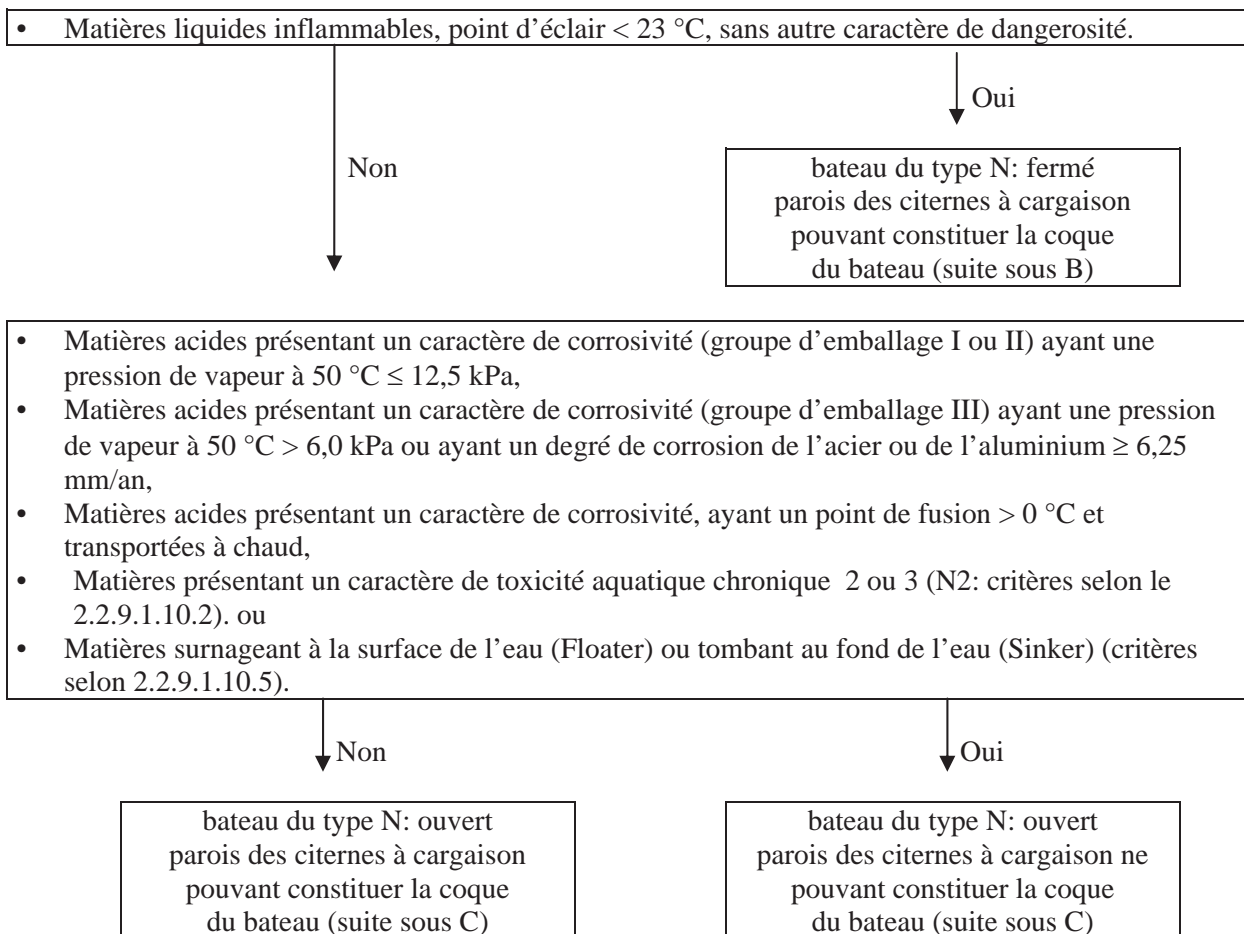 • Matières liquides inflammables, point d’éclair < 23 °C, sans autre caractère de dangerosité.
Oui
Non
bateau du type N: fermé
parois des citernes à cargaison
pouvant constituer la coque
du bateau (suite sous B)
• Matières acides présentant un caractère de corrosivité (groupe d’emballage I ou II) ayant une
pression de vapeur à 50 °C ≤ 12,5 kPa,
• Matières acides présentant un caractère de corrosivité (groupe d’emballage III) ayant une pression
de vapeur à 50 °C > 6,0 kPa ou ayant un degré de corrosion de l’acier ou de l’aluminium ≥ 6,25
mm/an,
• Matières acides présentant un caractère de corrosivité, ayant un point de fusion > 0 °C et
transportées à chaud,
• Matières présentant un caractère de toxicité aquatique chronique 2 ou 3 (N2: critères selon le
2.2.9.1.10.2). ou
• Matières surnageant à la surface de l’eau (Floater) ou tombant au fond de l’eau (Sinker) (critères
selon 2.2.9.1.10.5).
Non
Oui
bateau du type N: ouvert
parois des citernes à cargaison
pouvant constituer la coque
du bateau (suite sous C)
bateau du type N: ouvert
parois des citernes à cargaison ne
pouvant constituer la coque
du bateau (suite sous C)